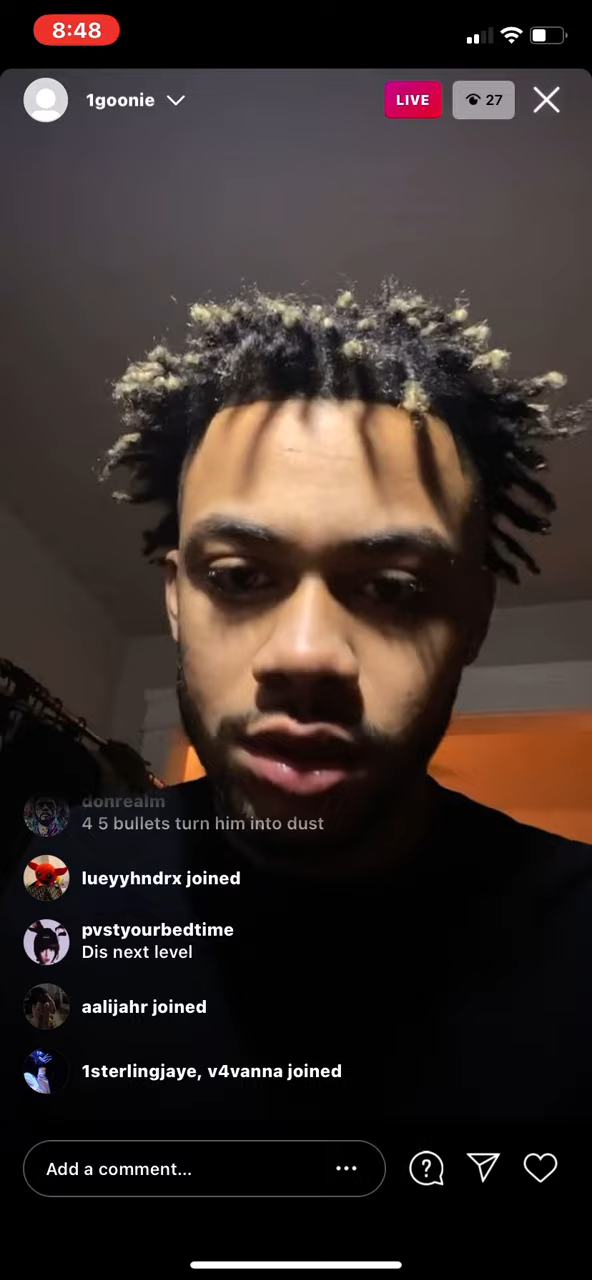 8:48
1goonie
LIVE
27
donrealm
4 5 bullets turn him into dust
lueyyhndrx joined
pvstyourbedtime
Dis next level
aalijahr joined
1sterlingjaye, v4vanna joined
Add a comment...